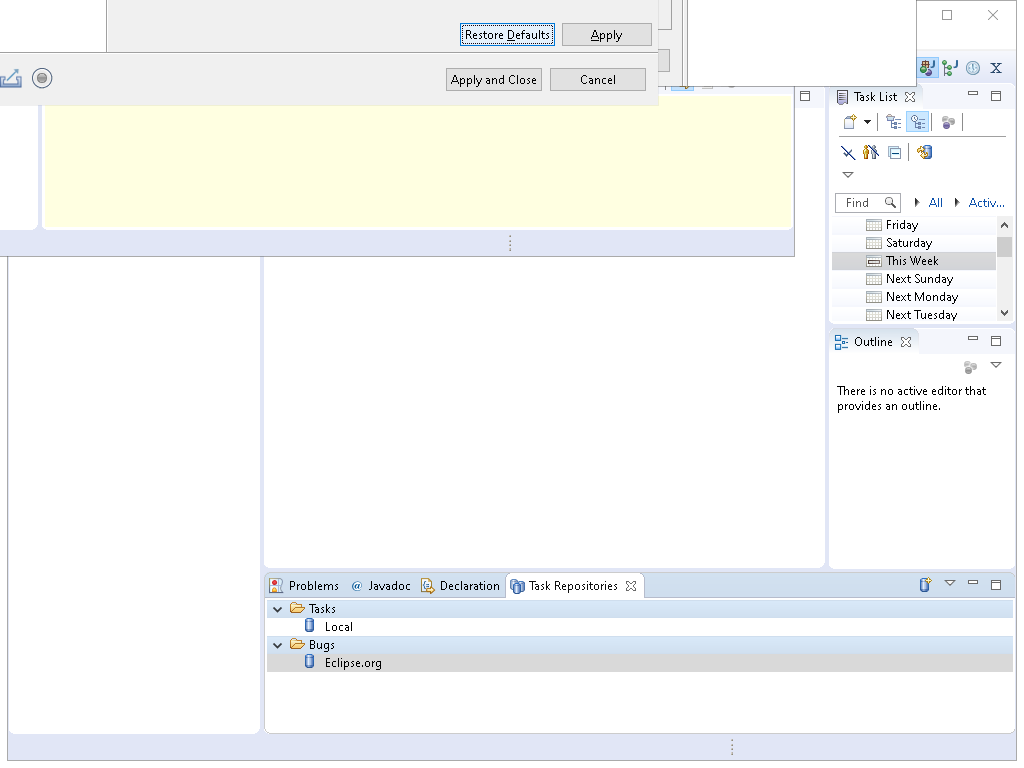 Restore Defaults
Apply
Apply and Close
Cancel
Task List
Find
All
Activ...
Friday
Saturday
This Week
Next Sunday
Next Monday
Next Tuesday
Outline
There is no active editor that
provides an outline.
Problems
@ Javadoc
Declaration
Task Repositories
Tasks
Local
Bugs
Eclipse.org